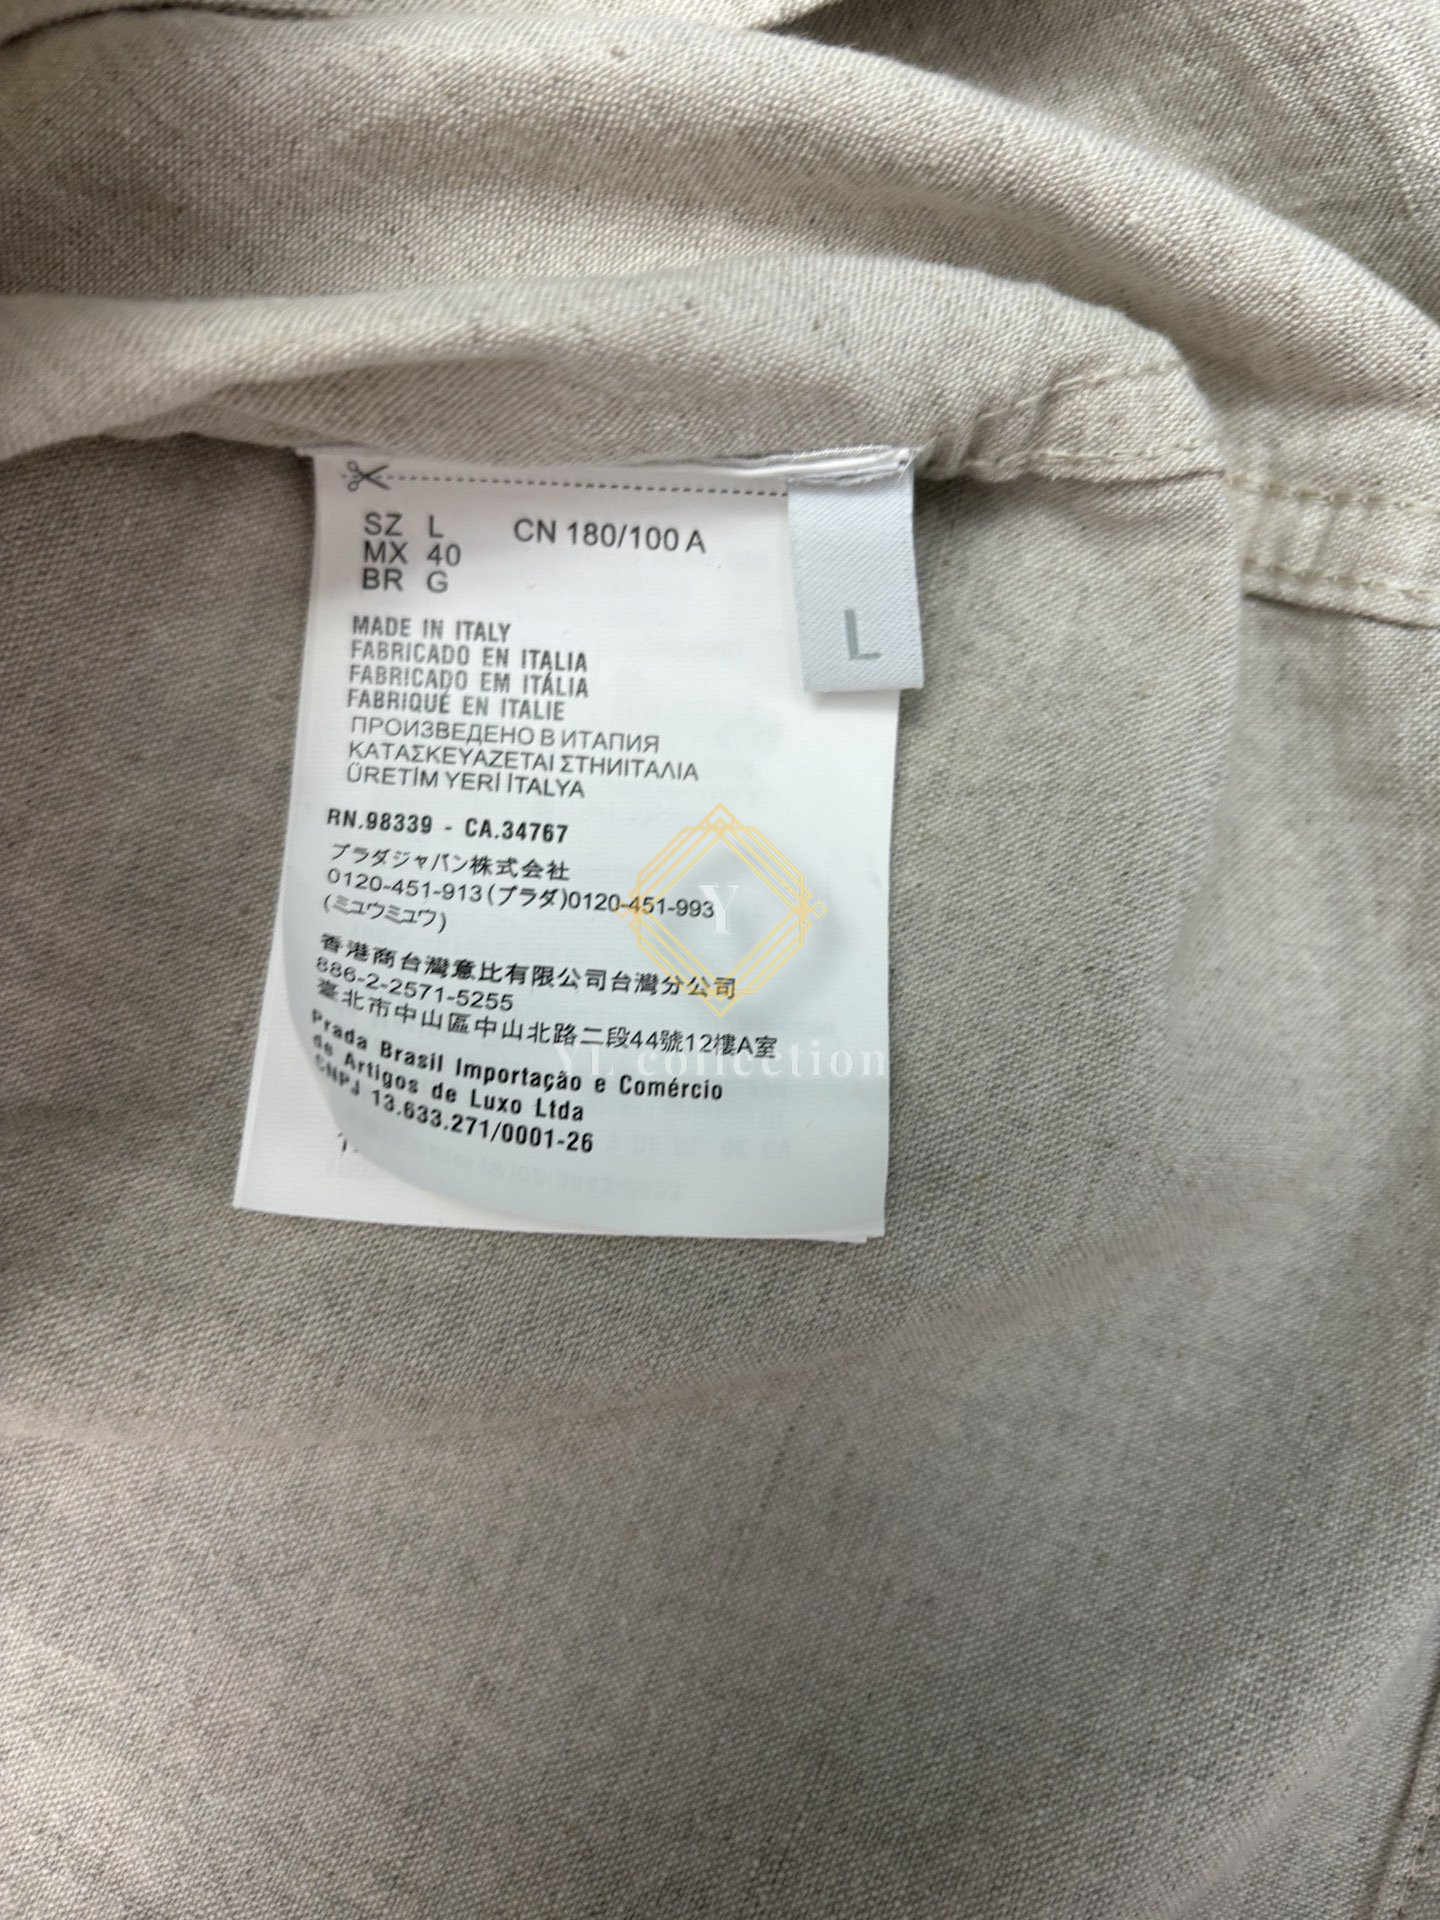 SZ L CN 180/100 A
MX 40
BR G
L
MADE IN ITALY
FABRICADO EN ITALIA
FABRICADO EM ITÁLIA
FABRIQUÉ EN ITALIE
ПРОИЗВЕДЕНО В ИТАПИЯ
ΚΑΤΑΣΚΕΥΑΖΕΤΑΙ ΣΤΗИΙΤΑΛΙΑ
ÜRETİM YERİ İTALYA
RN.98339 - CA.34767
プラダジャパン株式会社
0120-451-913(プラダ)0120-451-993
(ミュウミュウ)
香港商台灣意比有限公司台灣分公司
886-2-2571-5255
臺北市中山區中山北路二段44號12樓A室
Prada Brasil Importação e Comércio
de Artigos de Luxo Ltda
CNPJ 13.633.271/0001-26
Y
YL collection